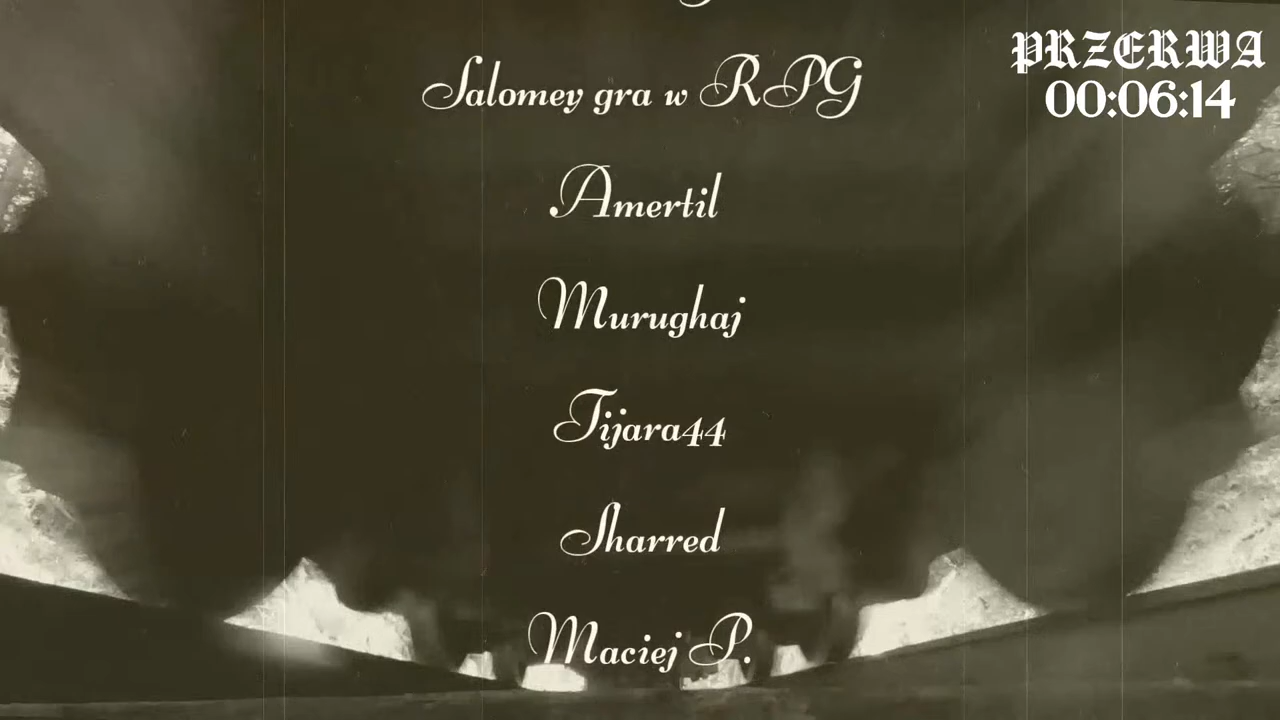 PRZERWA
00:06:14
Salomey gra w RPG
Amertil
Murughaj
Tijara44
Sharred
Maciej P.